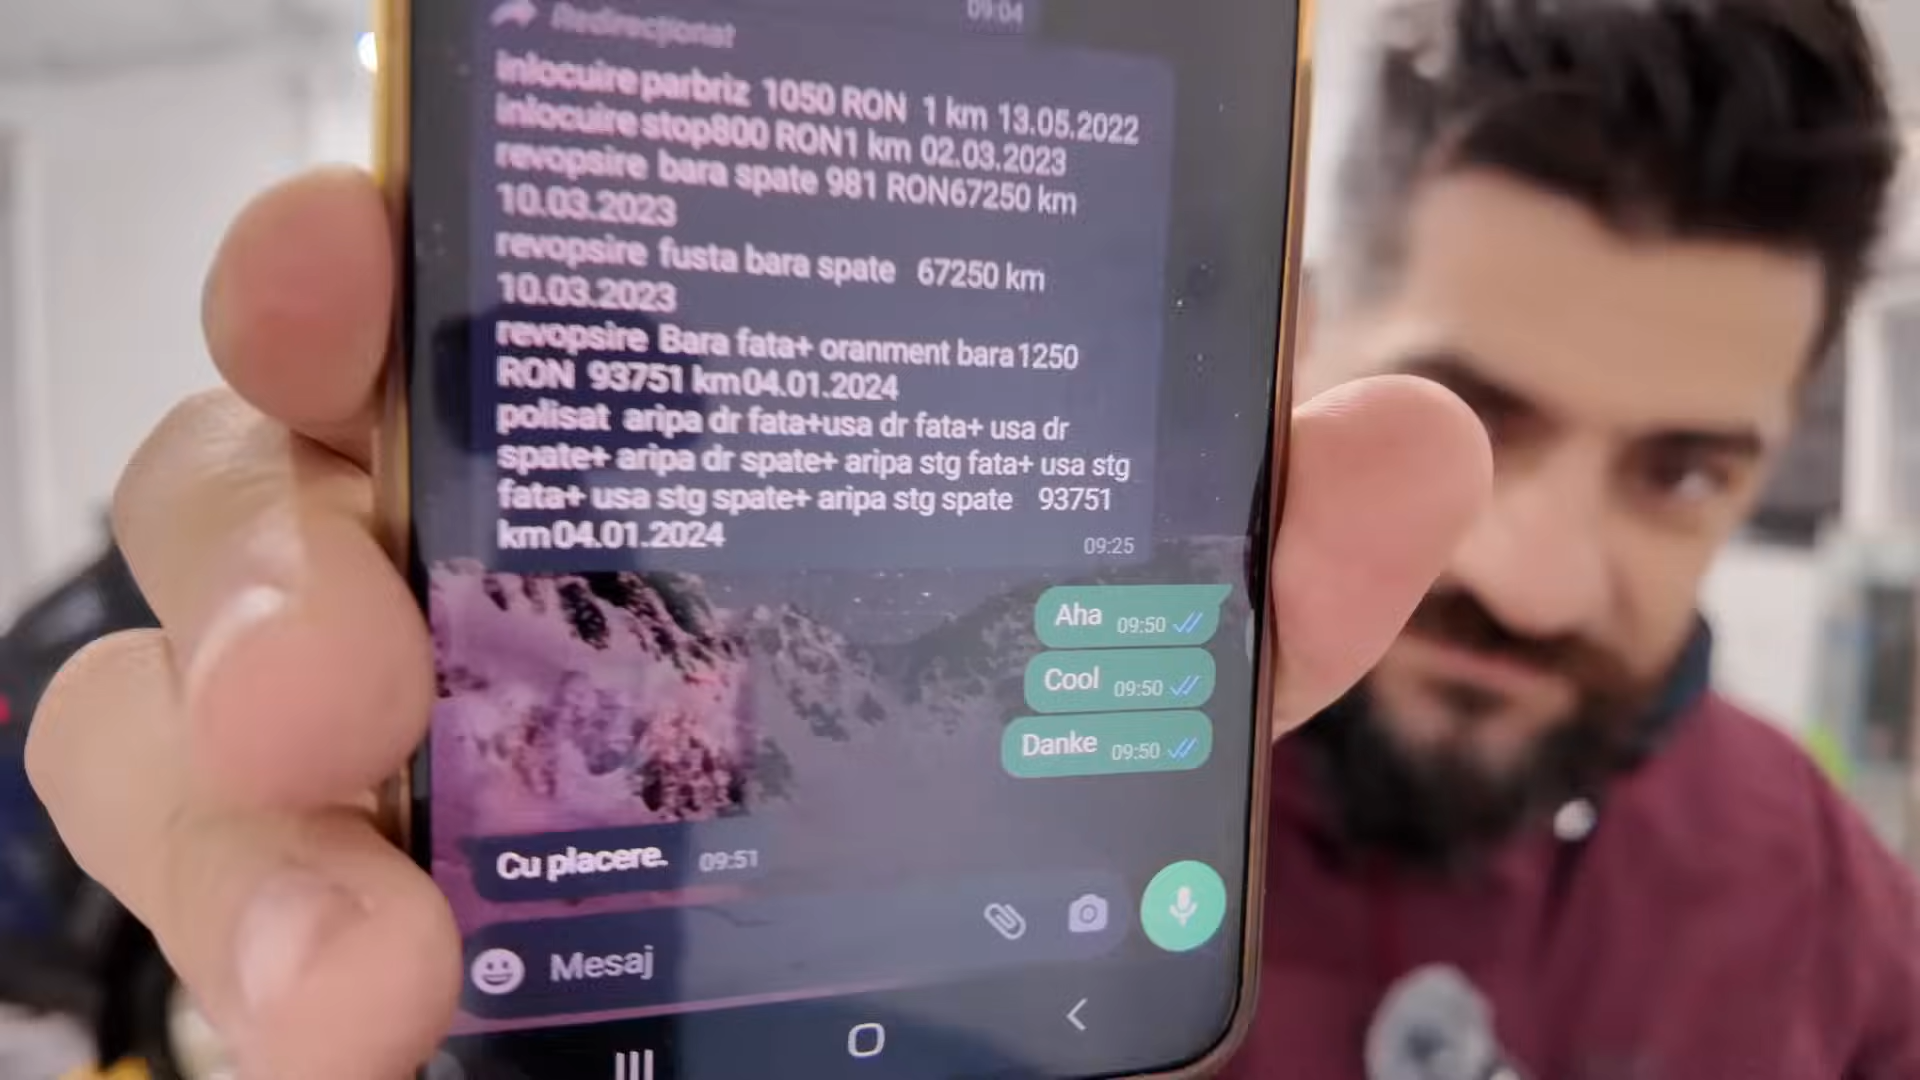 Redirecționat
09:04
inlocuire parbriz 1050 RON 1 km 13.05.2022
inlocuire stop800 RON1 km 02.03.2023
revopsire bara spate 981 RON67250 km
10.03.2023
revopsire fusta bara spate 67250 km
10.03.2023
revopsire Bara fata+ oranment bara1250
RON 93751 km04.01.2024
polisat aripa dr fata+usa dr fata+ usa dr
spate+ aripa dr spate+ aripa stg fata+ usa stg
fata+ usa stg spate+ aripa stg spate 93751
km04.01.2024
09:25
Aha 09:50
Cool 09:50
Danke 09:50
Cu placere. 09:51
Mesaj